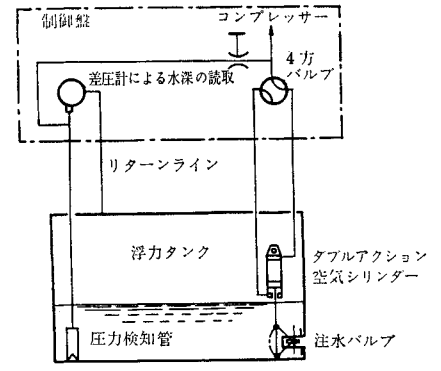 制御盤
コンプレッサー
4方
バルブ
差圧計による水深の読取
リターンライン
浮力タンク
ダブルアクション
空気シリンダー
圧力検知管
注水バルブ